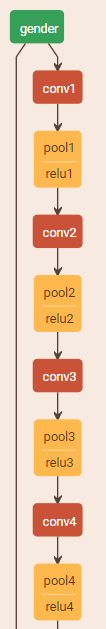 gender
conv1
pool1
relu1
conv2
pool2
relu2
conv3
pool3
relu3
conv4
pool4
relu4